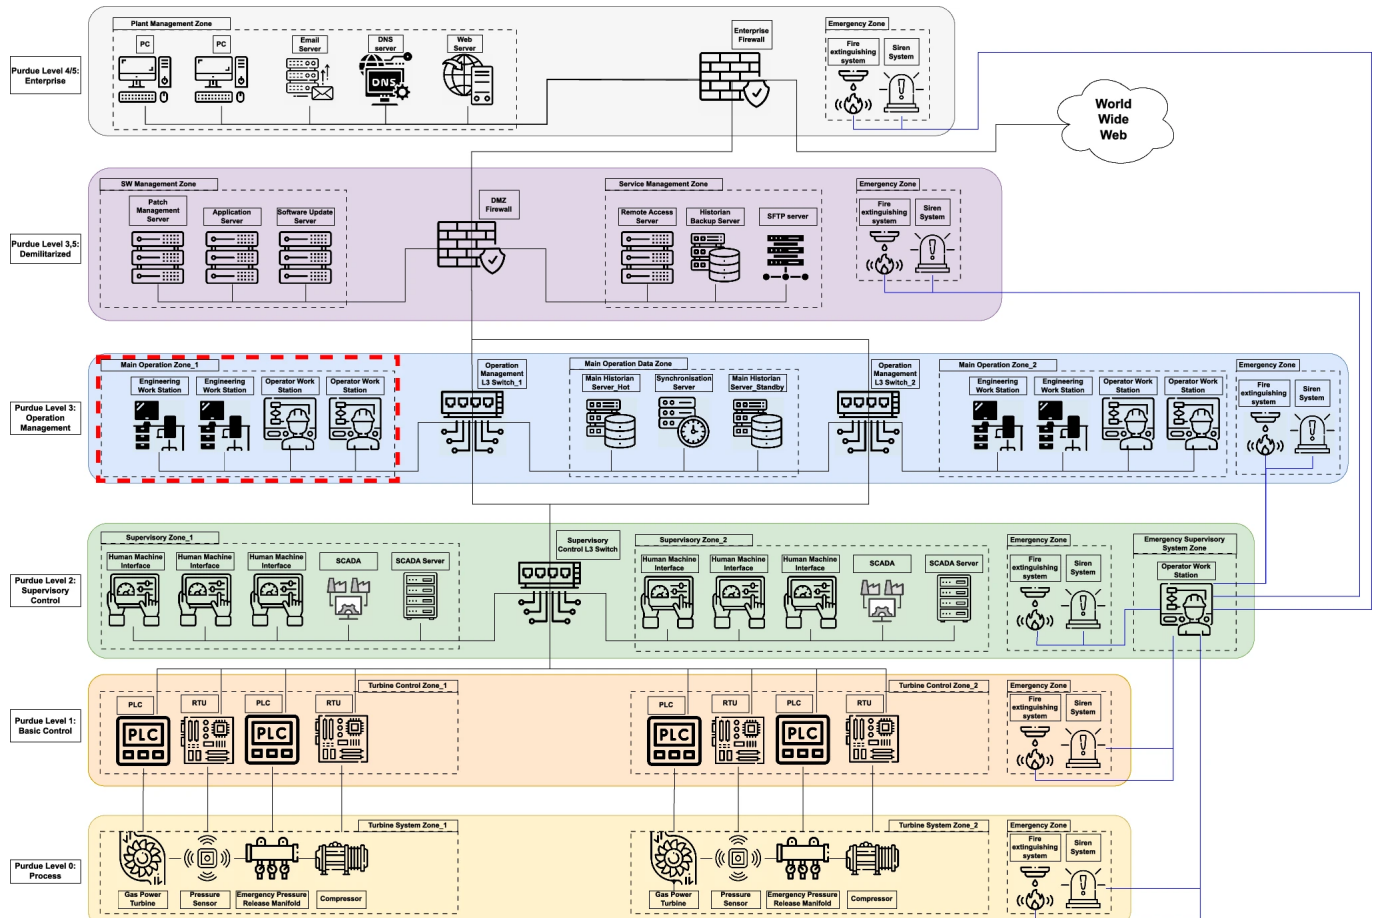 Plant Management Zone
Emergency Zone
PC
PC
Email
Server
DNS
server
Web
Server
Enterprise
Firewall
Fire
extinguishing
system
Siren
System
DNS
Purdue Level 4/5:
Enterprise
World
Wide
Web
SW Management Zone
Service Management Zone
Emergency Zone
Patch
Management
Server
Application
Server
Software Update
Server
DMZ
Firewall
Remote Access
Server
Historian
Backup Server
SFTP server
Fire
extinguishing
system
Siren
System
Purdue Level 3,5:
Demilitarized
Main Operation Zone_1
Operation
Management
L3 Switch_1
Main Operation Data Zone
Operation
Management
L3 Switch_2
Main Operation Zone_2
Emergency Zone
Engineering
Work Station
Engineering
Work Station
Operator Work
Station
Operator Work
Station
Main Historian
Server_Hot
Synchronisation
Server
Main Historian
Server_Standby
Engineering
Work Station
Engineering
Work Station
Operator Work
Station
Operator Work
Station
Fire
extinguishing
system
Siren
System
Purdue Level 3:
Operation
Management
Supervisory Zone_1
Supervisory
Control L3 Switch
Supervisory Zone_2
Emergency Zone
Emergency Supervisory
System Zone
Human Machine
Interface
Human Machine
Interface
Human Machine
Interface
SCADA
SCADA Server
Human Machine
Interface
Human Machine
Interface
Human Machine
Interface
SCADA
SCADA Server
Fire
extinguishing
system
Siren
System
Operator Work
Station
Purdue Level 2:
Supervisory
Control
Turbine Control Zone_1
Turbine Control Zone_2
Emergency Zone
PLC
RTU
PLC
RTU
PLC
RTU
PLC
RTU
Fire
extinguishing
system
Siren
System
PLC
PLC
PLC
PLC
Purdue Level 1:
Basic Control
Turbine System Zone_1
Turbine System Zone_2
Emergency Zone
Fire
extinguishing
system
Siren
System
Purdue Level 0:
Process
Gas Power
Turbine
Pressure
Sensor
Emergency Pressure
Release Manifold
Compressor
Gas Power
Turbine
Pressure
Sensor
Emergency Pressure
Release Manifold
Compressor